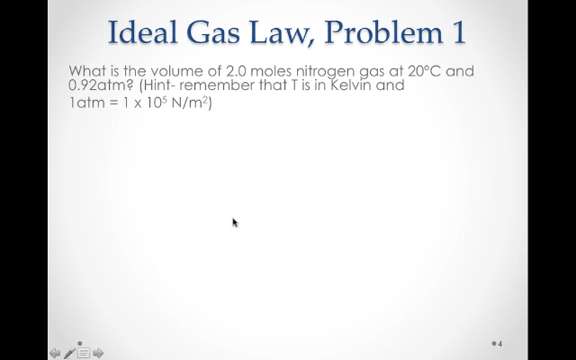 Ideal Gas Law, Problem 1
What is the volume of 2.0 moles nitrogen gas at 20°C and
0.92atm? (Hint- remember that T is in Kelvin and
1atm = 1 x 10⁵ N/m²)
4